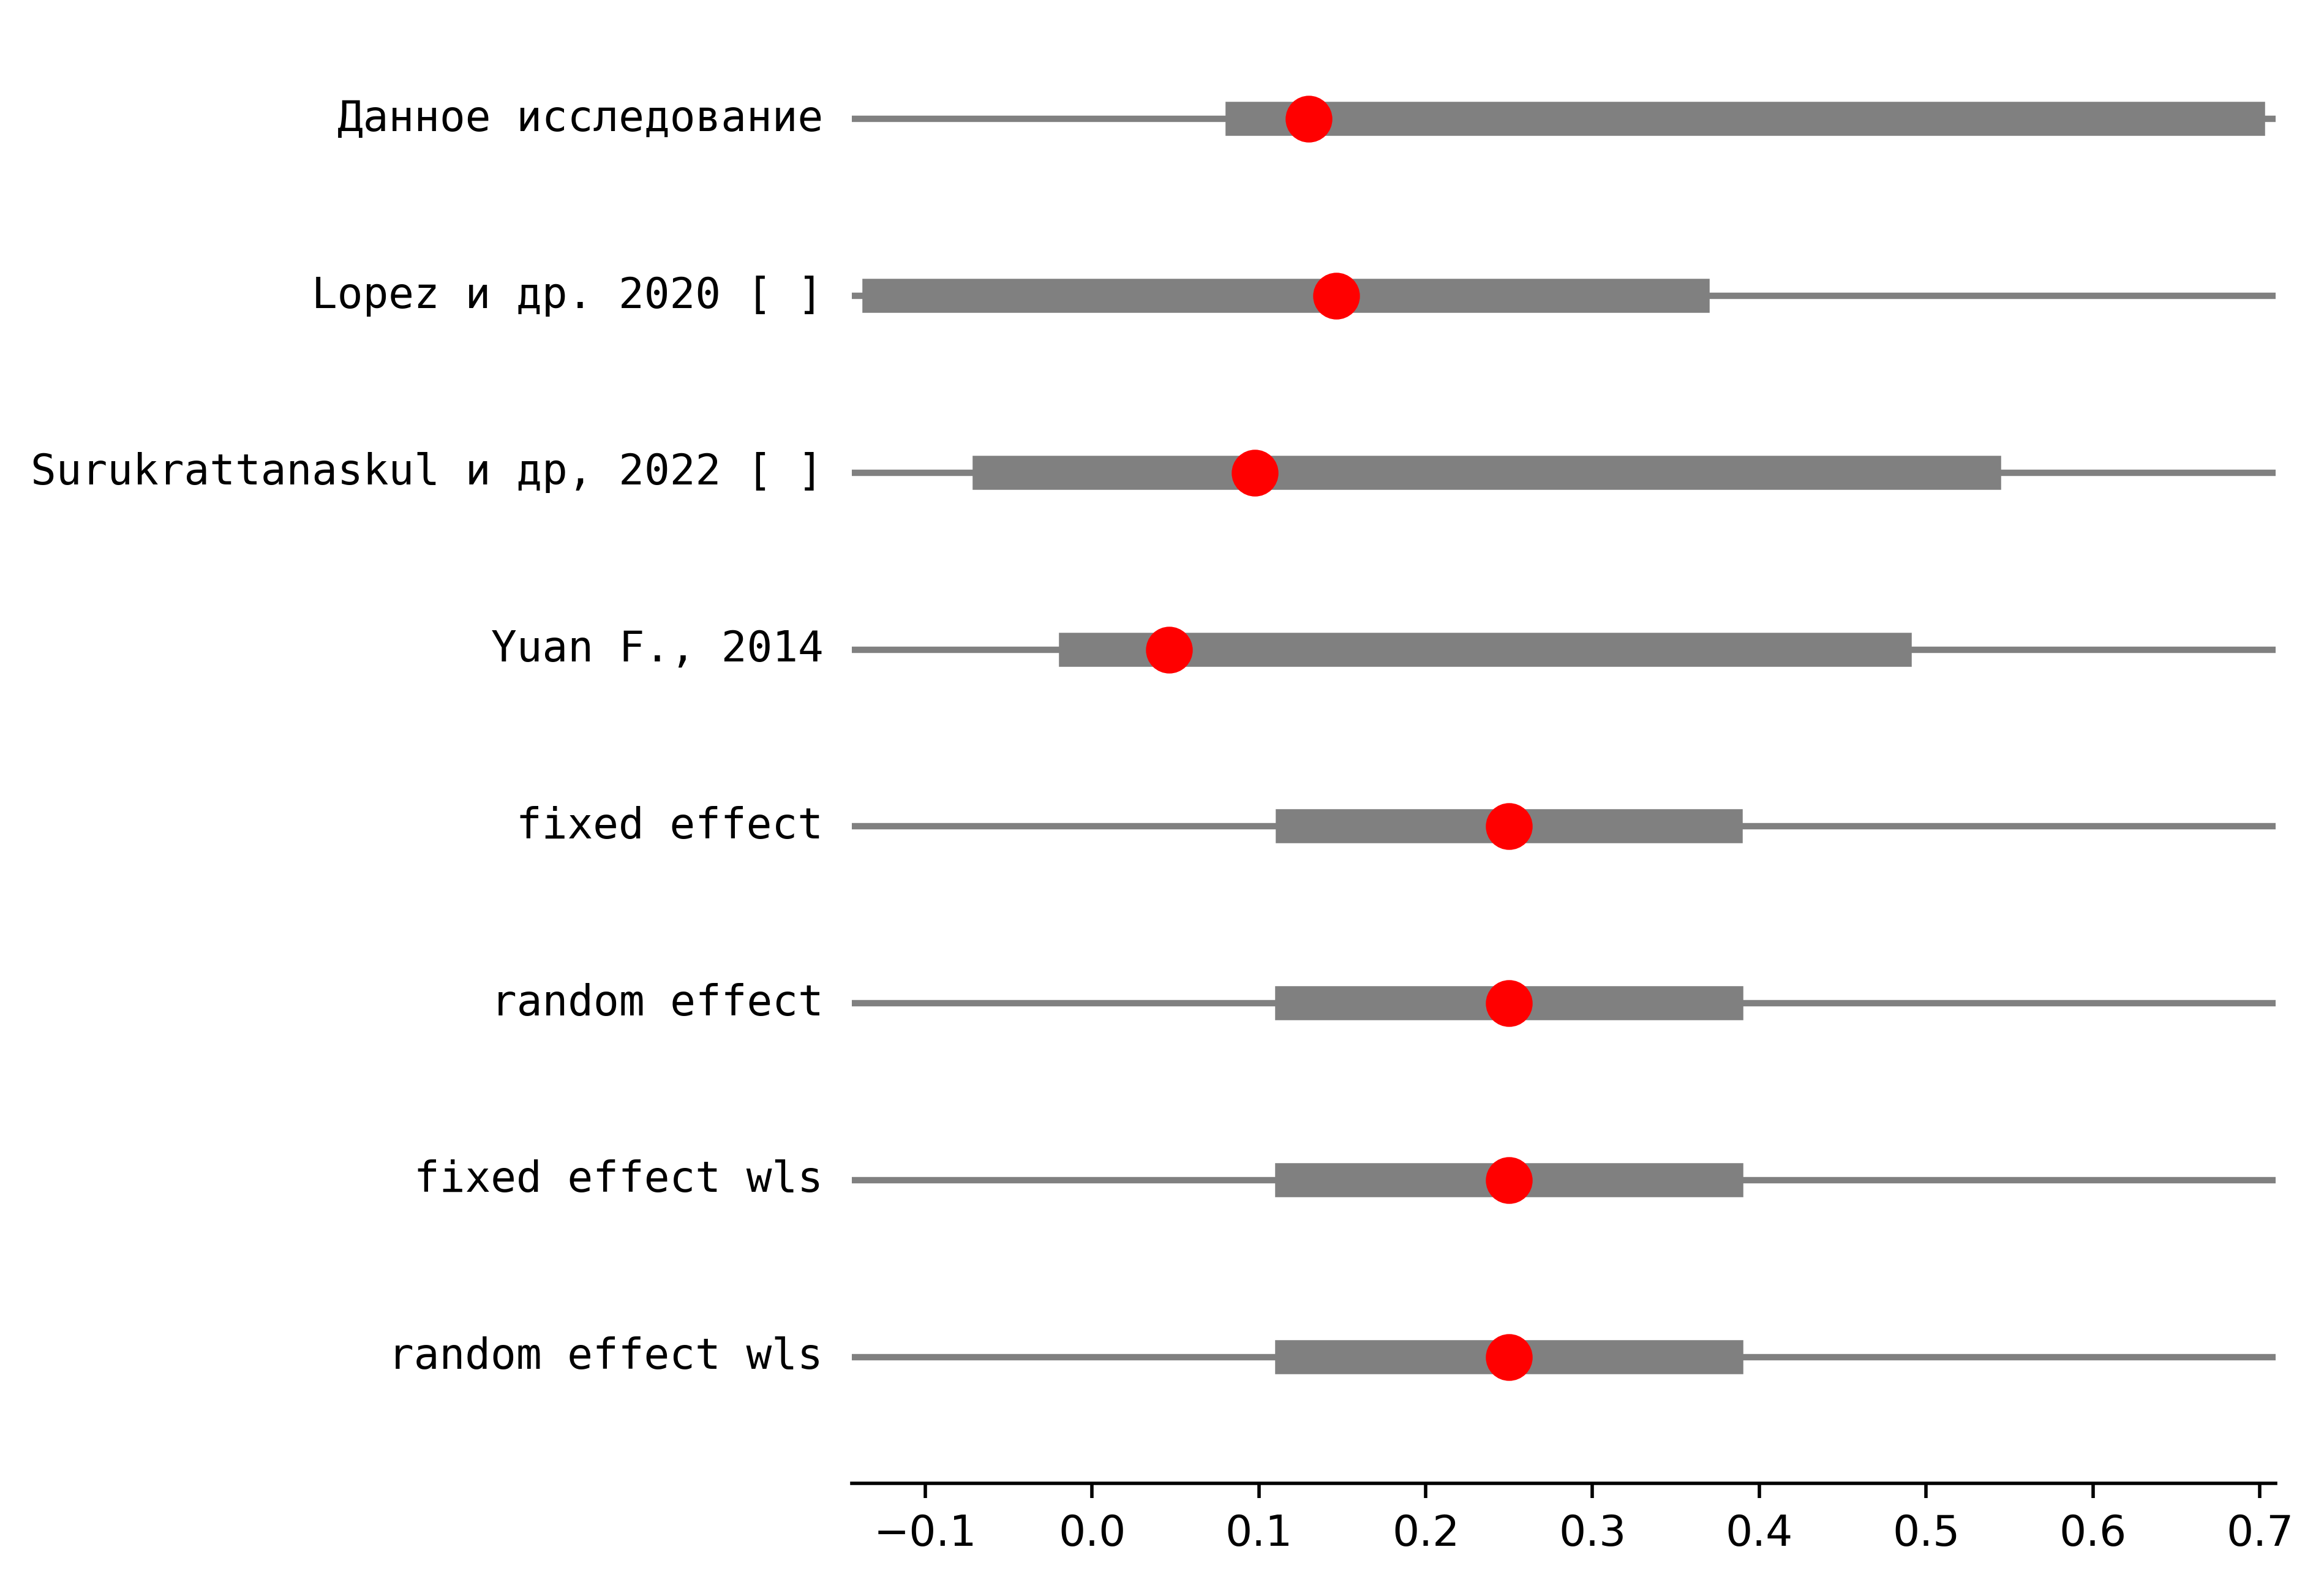 Данное исследование
Lopez и др. 2020 [ ]
Surukrattanaskul и др, 2022 [ ]
Yuan F., 2014
fixed effect
random effect
fixed effect wls
random effect wls
−0.1 0.0 0.1 0.2 0.3 0.4 0.5 0.6 0.7